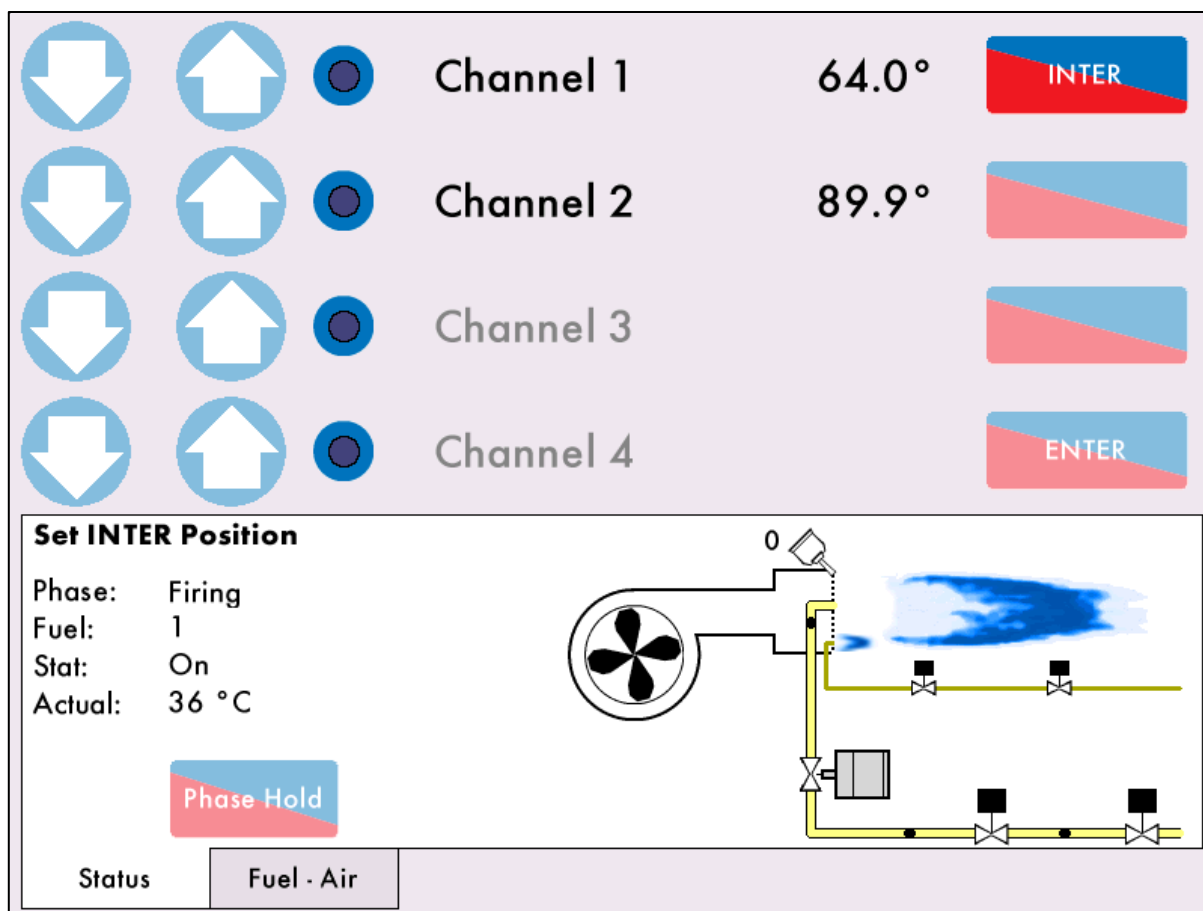 Channel 1 64.0° INTER
Channel 2 89.9°
Channel 3
Channel 4 ENTER
Set INTER Position
0
Phase: Firing
Fuel: 1
Stat: On
Actual: 36 °C
Phase Hold
Status Fuel - Air